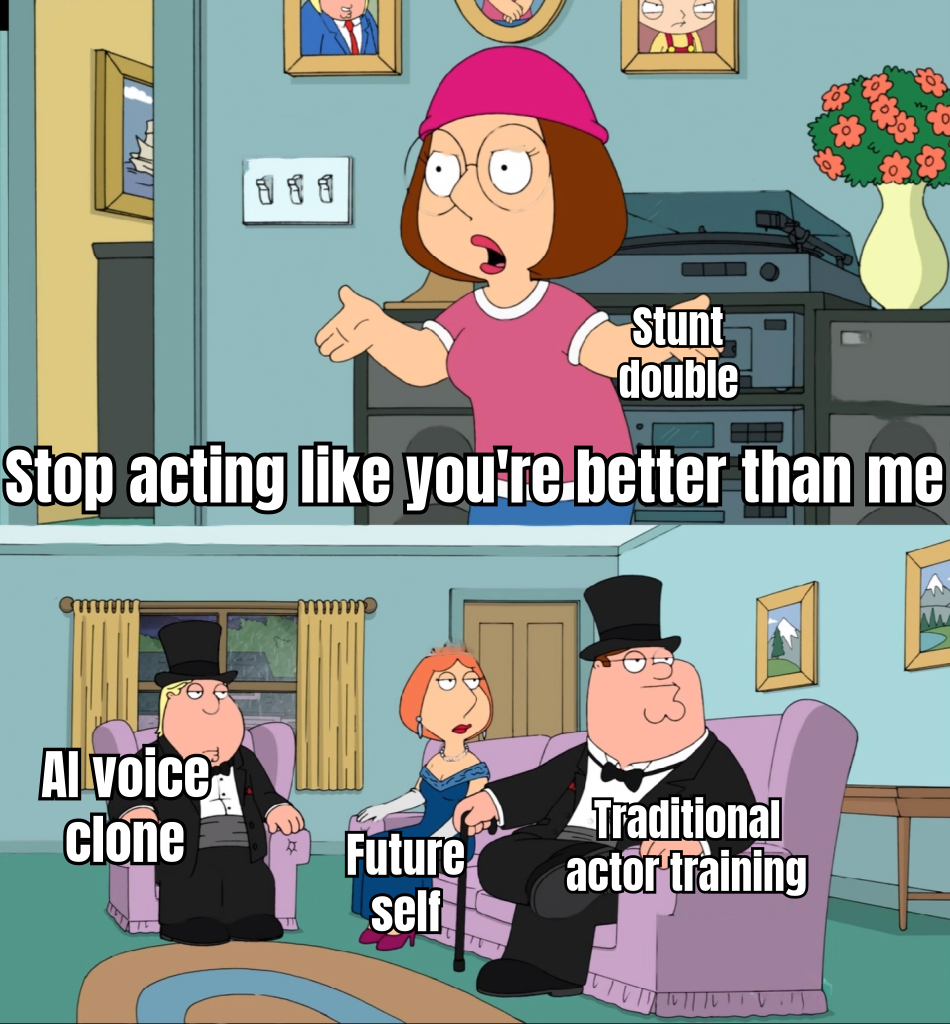 Stunt
double
Stop acting like you're better than me
AI voice
clone
Future
self
Traditional
actor training